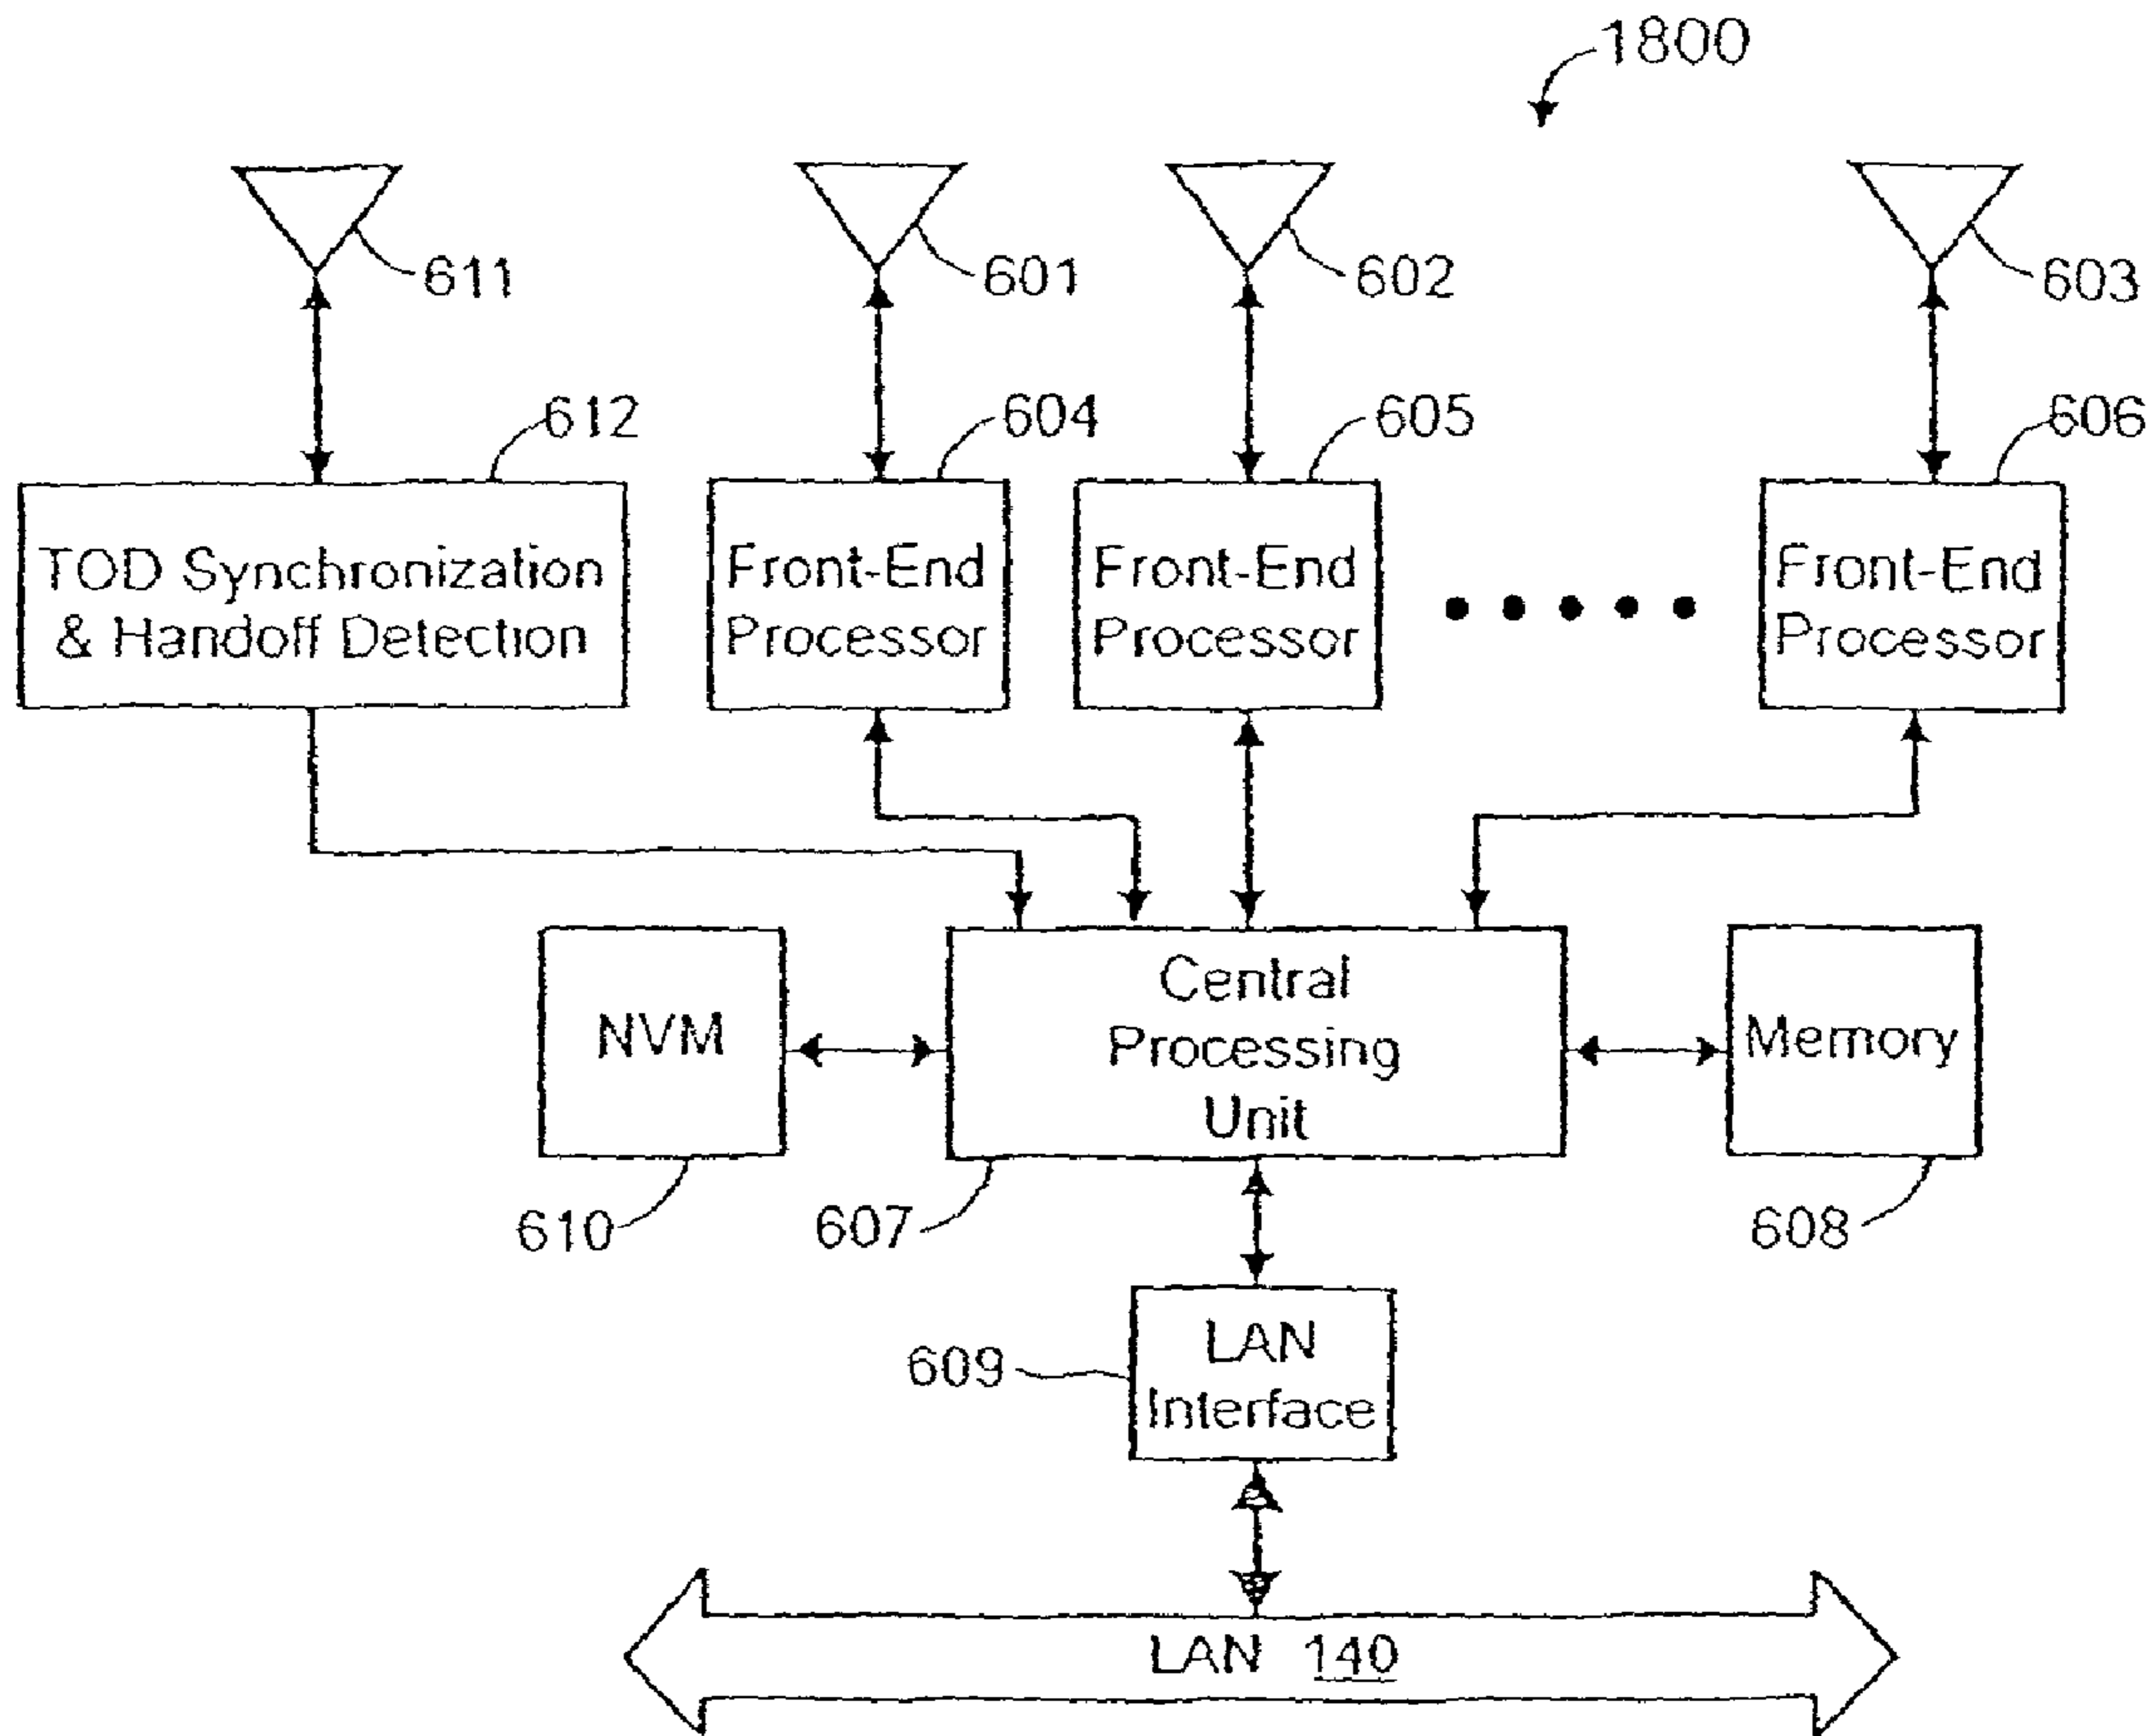 1800
611
601
602
603
612
604
605
606
TOD Synchronization
& Handoff Detection
Front-End
Processor
Front-End
Processor
Front-End
Processor
NVM
Central
Processing
Unit
Memory
610
607
608
609
LAN
Interface
LAN 140